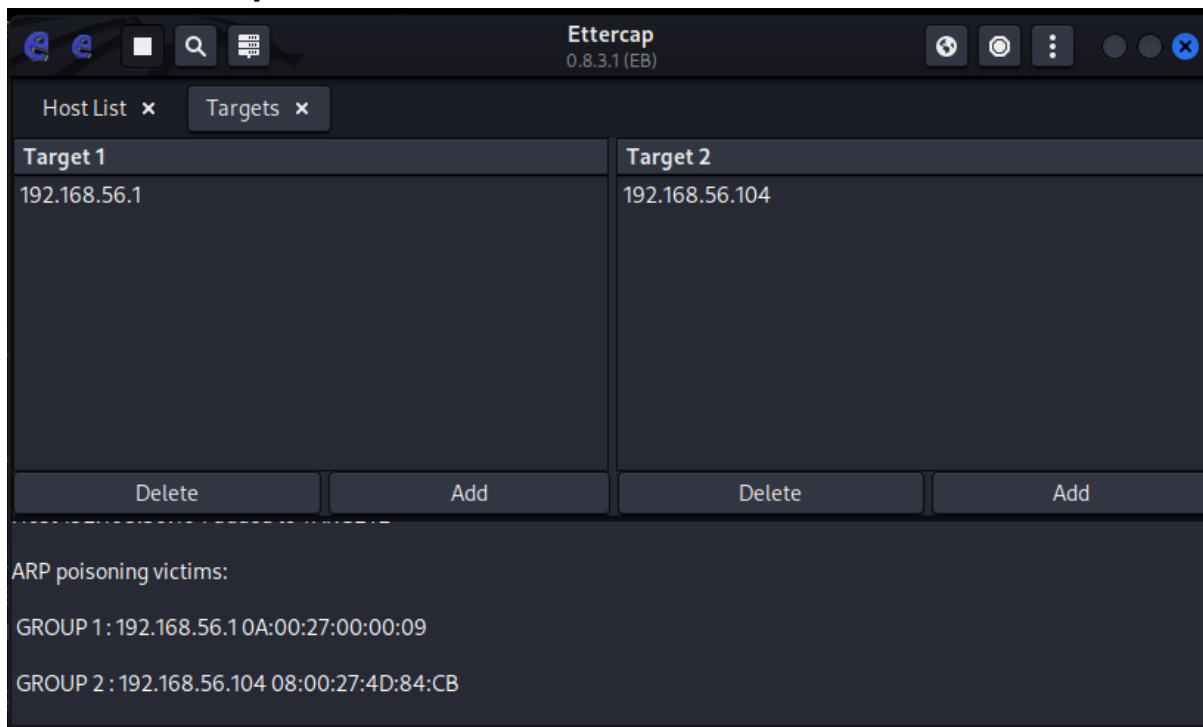 Ettercap
0.8.3.1 (EB)
Host List × Targets ×
Target 1 Target 2
192.168.56.1 192.168.56.104
Delete Add Delete Add
ARP poisoning victims:
GROUP 1 : 192.168.56.1 0A:00:27:00:00:09
GROUP 2 : 192.168.56.104 08:00:27:4D:84:CB